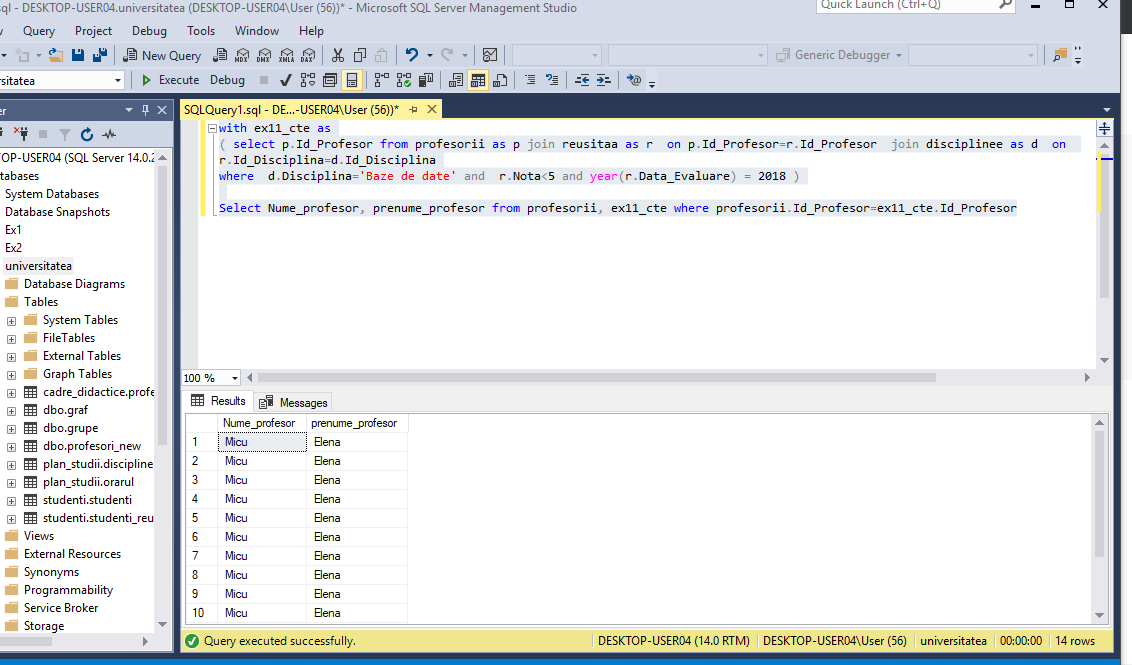 ql - DESKTOP-USER04.universitatea (DESKTOP-USER04\User (56))* - Microsoft SQL Server Management Studio
Quick Launch (Ctrl+Q)
Query Project Debug Tools Window Help
New Query MDX DMX XMLA DAX Generic Debugger
rsitatea Execute Debug
er
SQLQuery1.sql - DE...-USER04\User (56))*
TOP-USER04 (SQL Server 14.0.2
tabases
System Databases
Database Snapshots
Ex1
Ex2
universitatea
Database Diagrams
Tables
System Tables
FileTables
External Tables
Graph Tables
cadre_didactice.profe
dbo.graf
dbo.grupe
dbo.profesori_new
plan_studii.discipline
plan_studii.orarul
studenti.studenti
studenti.studenti_reu
Views
External Resources
Synonyms
Programmability
Service Broker
Storage
with ex11_cte as
( select p.Id_Profesor from profesorii as p join reusitaa as r on p.Id_Profesor=r.Id_Profesor join disciplinee as d on
r.Id_Disciplina=d.Id_Disciplina
where d.Disciplina='Baze de date' and r.Nota<5 and year(r.Data_Evaluare) = 2018 )
Select Nume_profesor, prenume_profesor from profesorii, ex11_cte where profesorii.Id_Profesor=ex11_cte.Id_Profesor
100 %
Results Messages
Nume_profesor prenume_profesor
1 Micu Elena
2 Micu Elena
3 Micu Elena
4 Micu Elena
5 Micu Elena
6 Micu Elena
7 Micu Elena
8 Micu Elena
9 Micu Elena
10 Micu Elena
Query executed successfully. DESKTOP-USER04 (14.0 RTM) DESKTOP-USER04\User (56) universitatea 00:00:00 14 rows